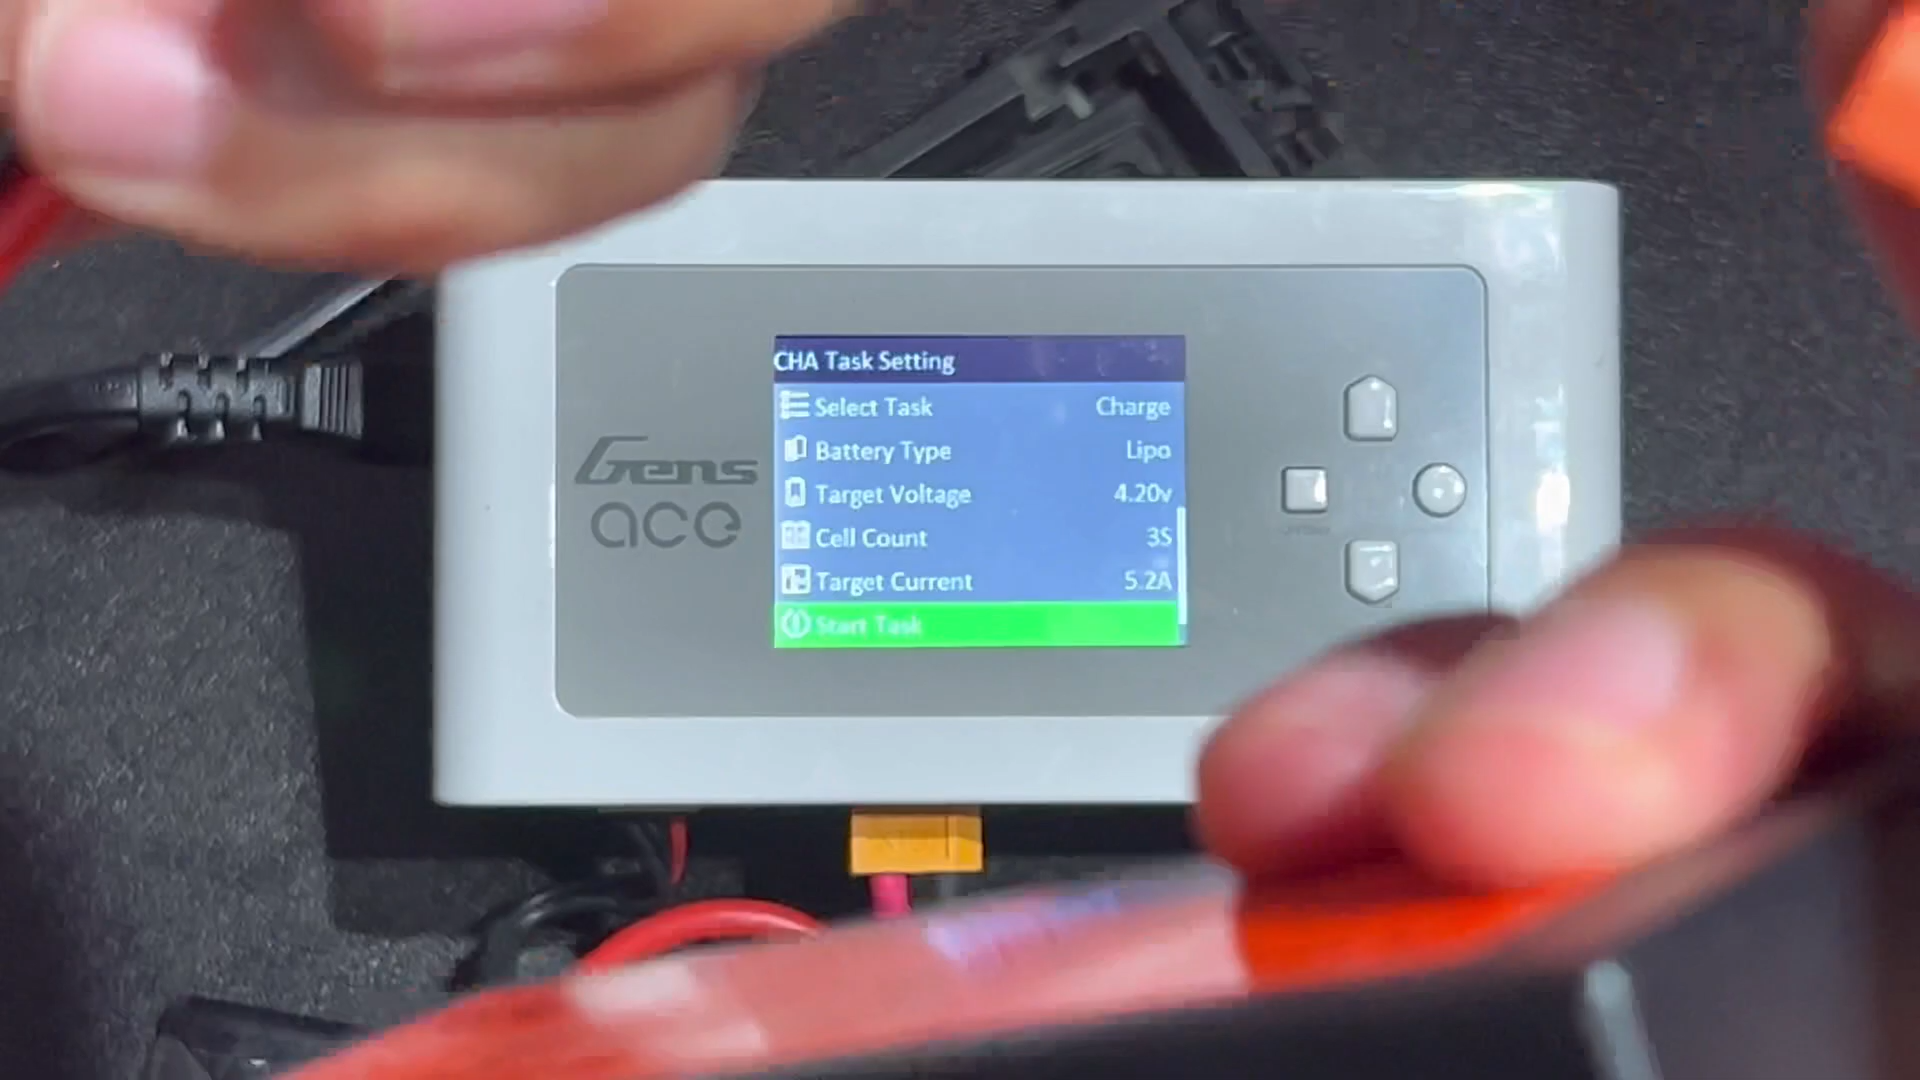 CHA Task Setting
Select Task Charge
Battery Type Lipo
Target Voltage 4.20v
Cell Count 3S
Target Current 5.2A
Start Task
Gens
ace